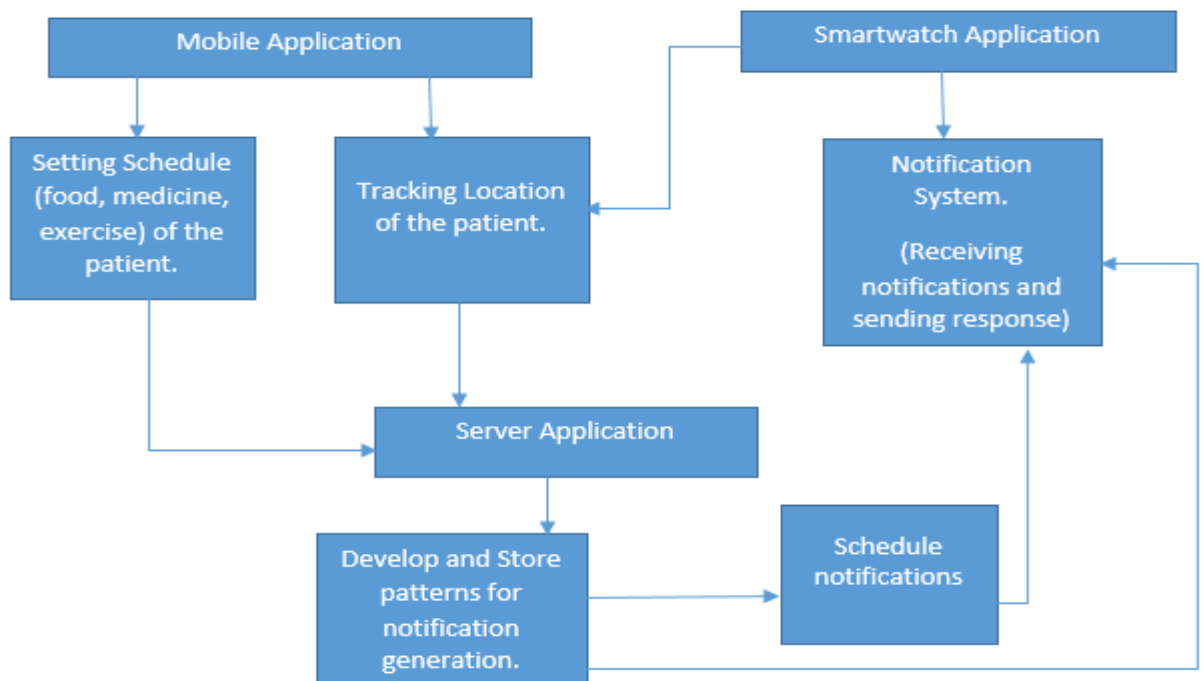 Mobile Application
Smartwatch Application
Setting Schedule
(food, medicine,
exercise) of the
patient.
Tracking Location
of the patient.
Notification
System.
(Receiving
notifications and
sending response)
Server Application
Develop and Store
patterns for
notification
generation.
Schedule
notifications